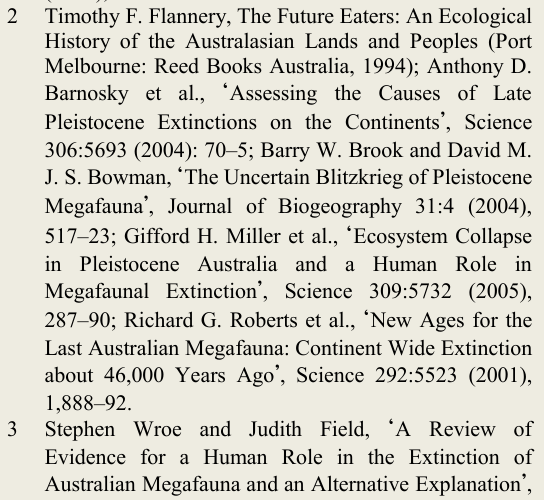 2 Timothy F. Flannery, The Future Eaters: An Ecological
History of the Australasian Lands and Peoples (Port
Melbourne: Reed Books Australia, 1994); Anthony D.
Barnosky et al., ‘Assessing the Causes of Late
Pleistocene Extinctions on the Continents’, Science
306:5693 (2004): 70–5; Barry W. Brook and David M.
J. S. Bowman, ‘The Uncertain Blitzkrieg of Pleistocene
Megafauna’, Journal of Biogeography 31:4 (2004),
517–23; Gifford H. Miller et al., ‘Ecosystem Collapse
in Pleistocene Australia and a Human Role in
Megafaunal Extinction’, Science 309:5732 (2005),
287–90; Richard G. Roberts et al., ‘New Ages for the
Last Australian Megafauna: Continent Wide Extinction
about 46,000 Years Ago’, Science 292:5523 (2001),
1,888–92.
3 Stephen Wroe and Judith Field, ‘A Review of
Evidence for a Human Role in the Extinction of
Australian Megafauna and an Alternative Explanation’,